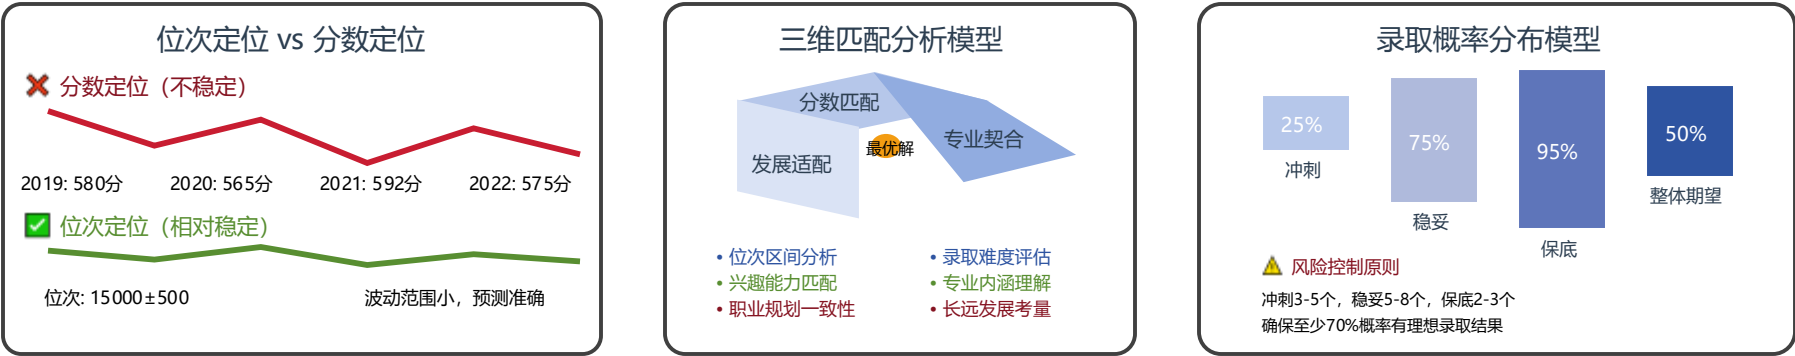 位次定位 vs 分数定位
分数定位（不稳定）
2019: 580分
2020: 565分
2021: 592分
2022: 575分
位次定位（相对稳定）
位次: 15000±500
波动范围小，预测准确
三维匹配分析模型
分数匹配
专业契合
发展适配
最优解
• 位次区间分析
• 录取难度评估
• 兴趣能力匹配
• 专业内涵理解
• 职业规划一致性
• 长远发展考量
录取概率分布模型
25%
75%
95%
50%
冲刺
稳妥
保底
整体期望
风险控制原则
冲刺3-5个，稳妥5-8个，保底2-3个
确保至少70%概率有理想录取结果